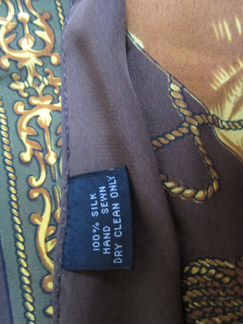 100% SILK
HAND SEWN
DRY CLEAN ONLY